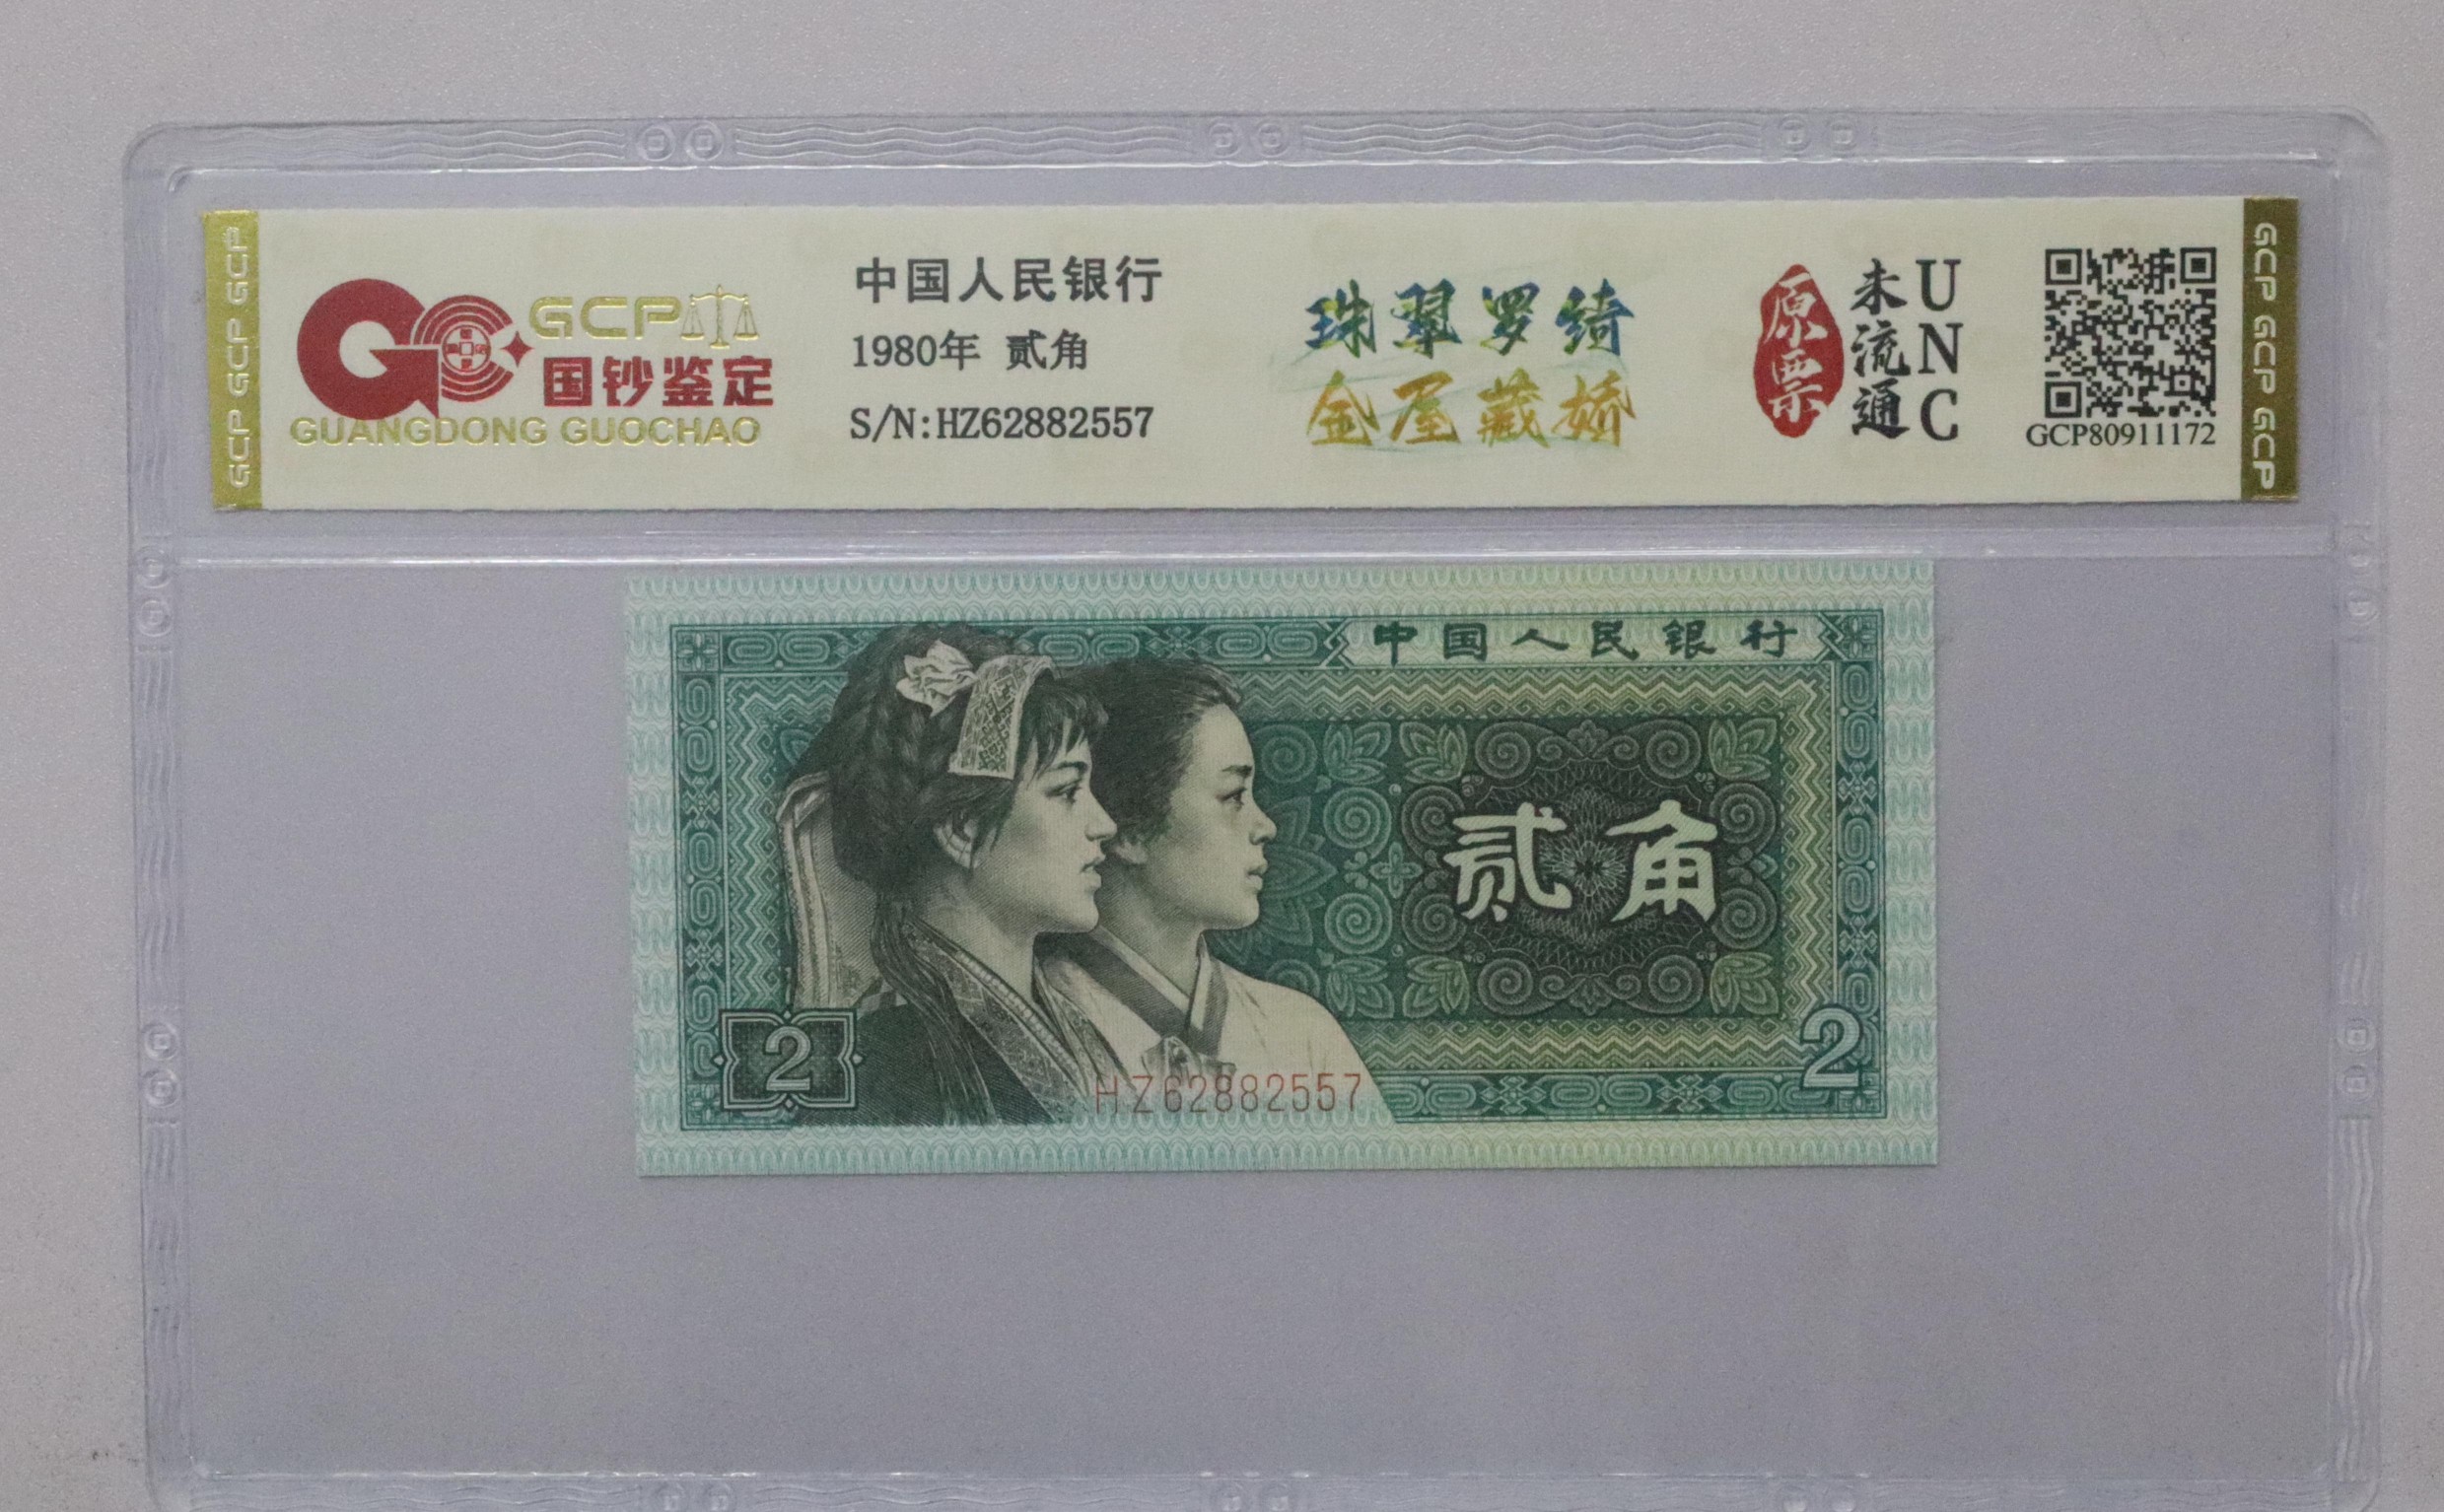 GCP GCP GCP
GCP
国钞鉴定
GUANGDONG GUOCHAO
中国人民银行
1980年 贰角
S/N:HZ62882557
珠翠罗绮
金屋藏娇
原票
未流通
UNC
GCP80911172
GCP GCP GCP
中国人民银行
贰角
2
2
HZ62882557